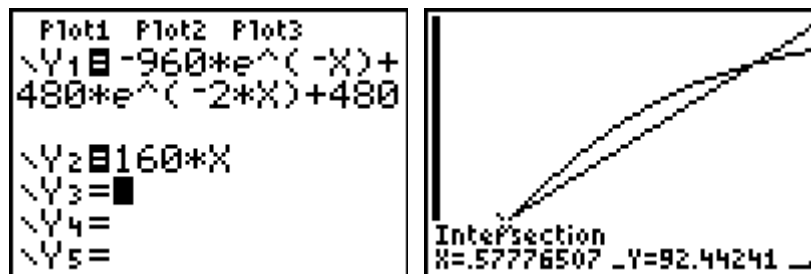 Plot1 Plot2 Plot3
\Y1=-960*e^(-X)+
480*e^(-2*X)+480
\Y2=160*X
\Y3=
\Y4=
\Y5=
Intersection
X=.57776507 Y=92.44241